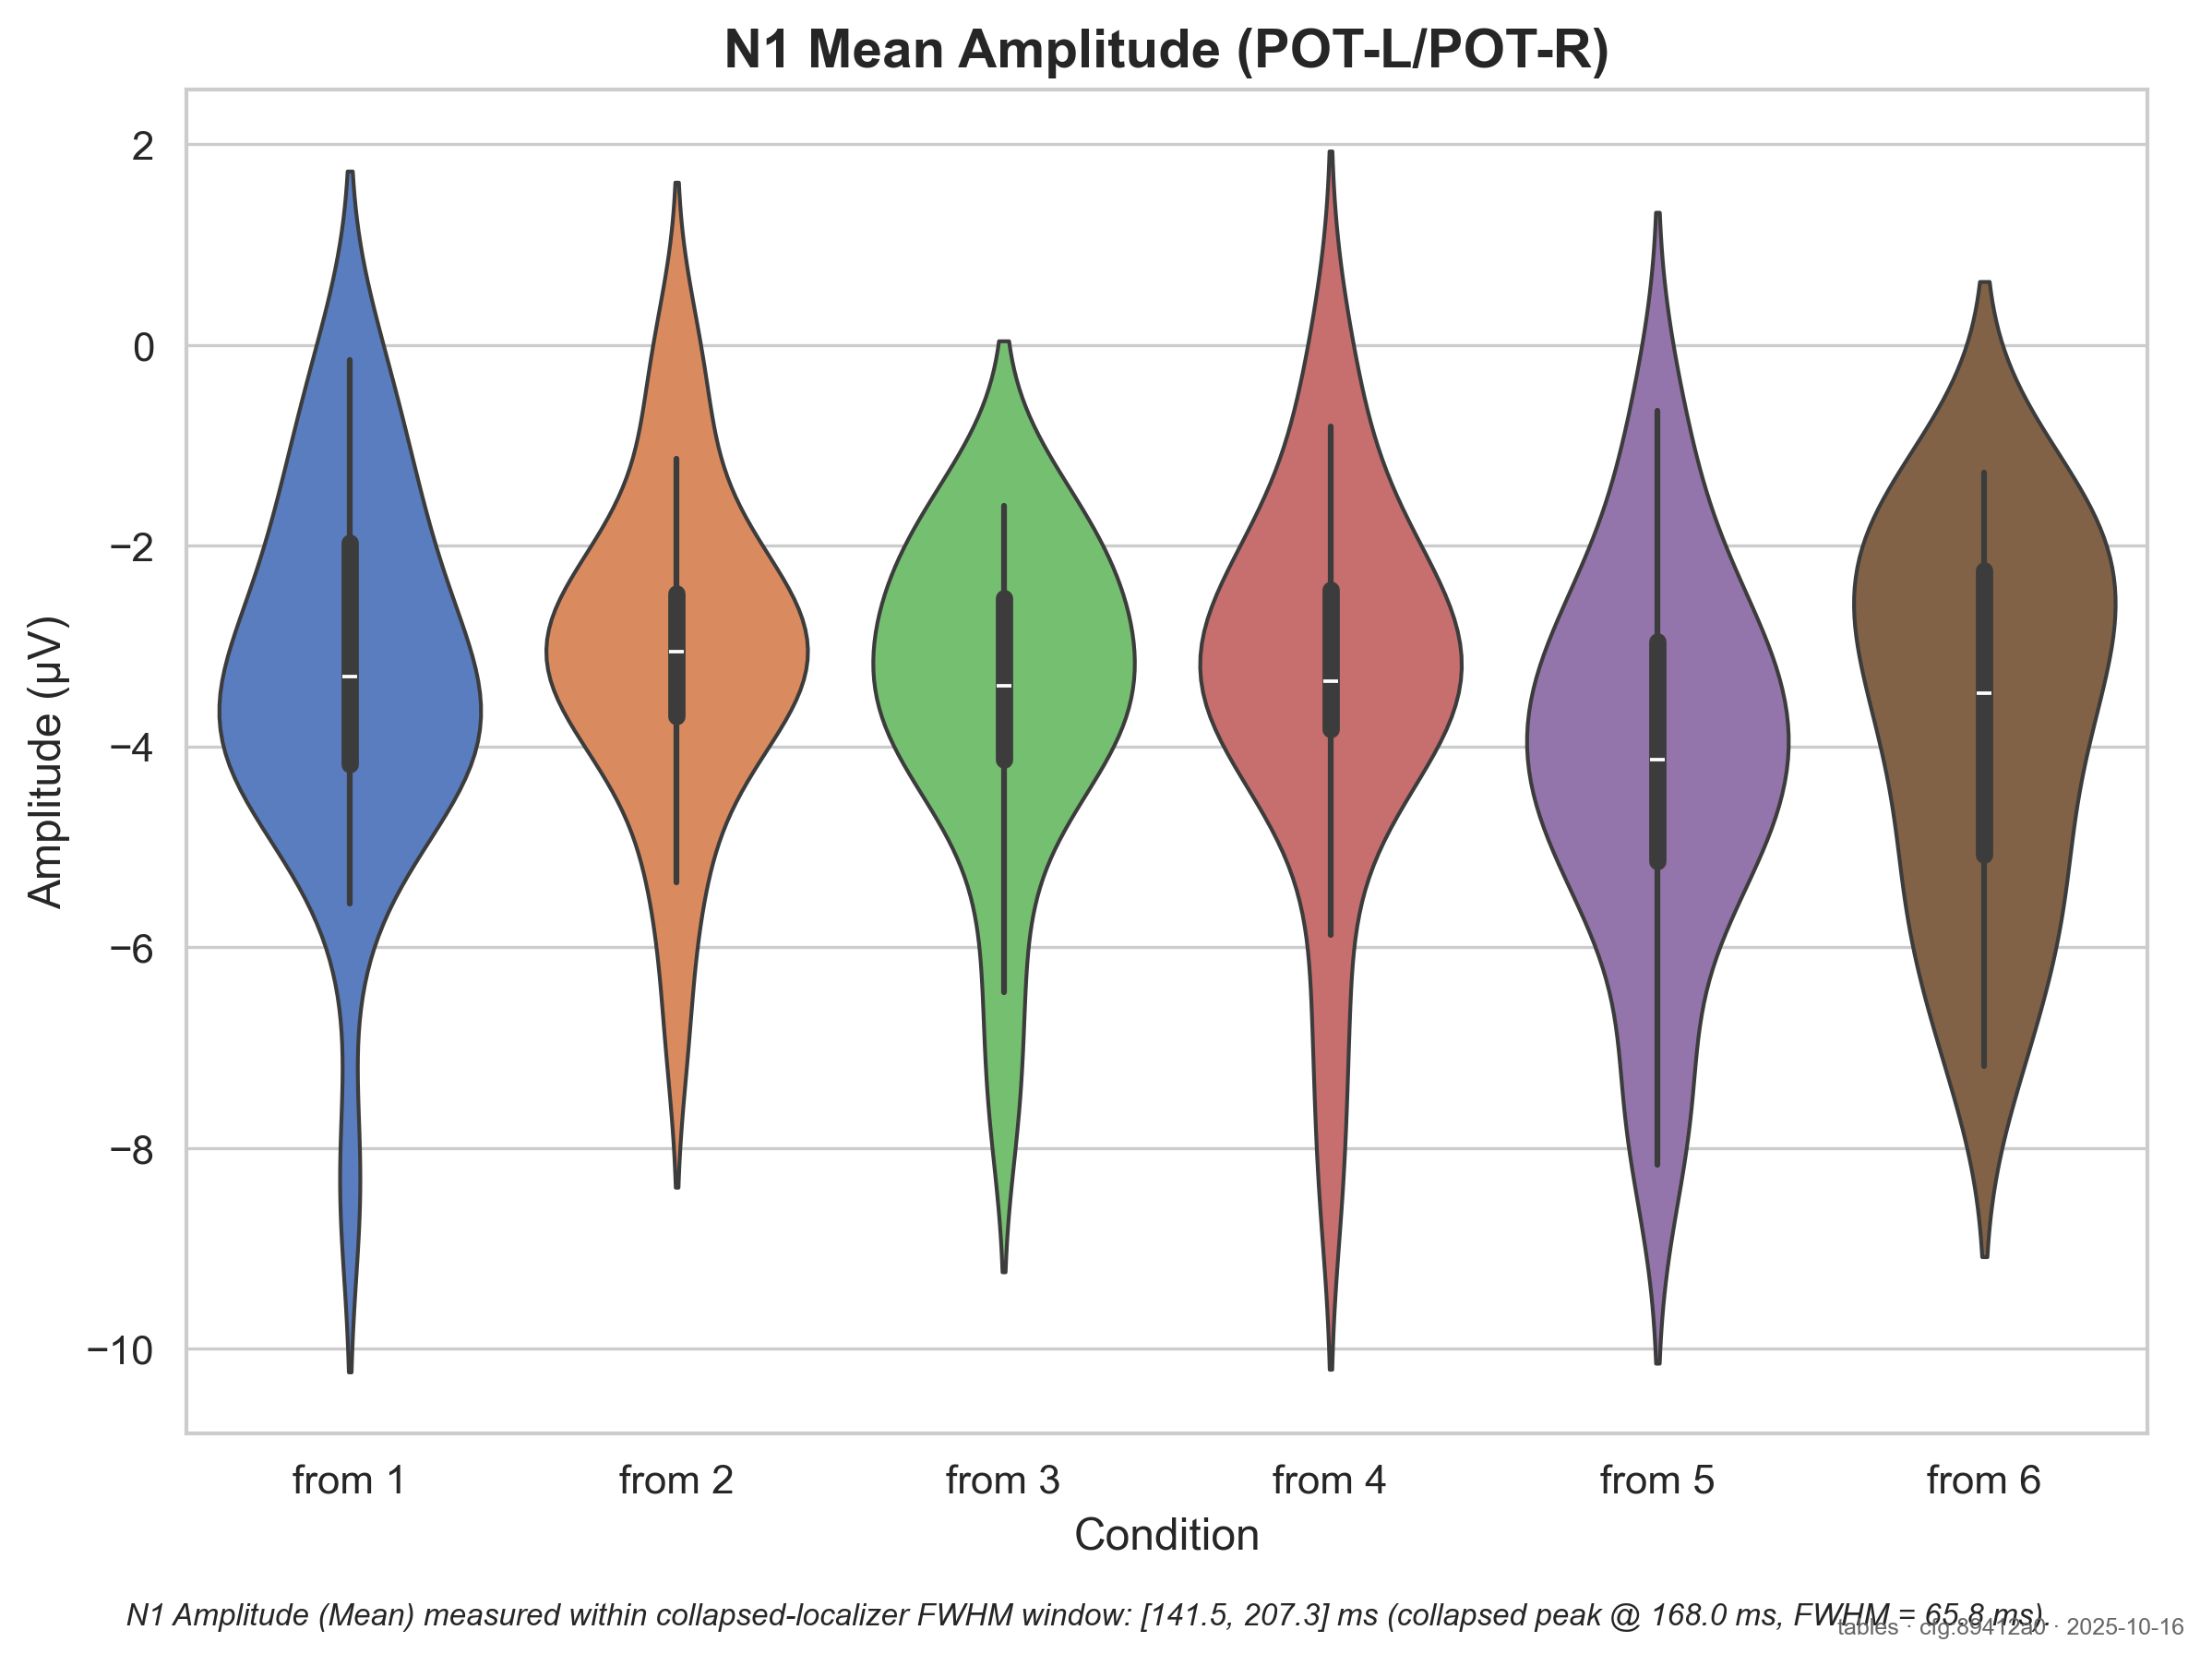 N1 Mean Amplitude (POT-L/POT-R)
Amplitude (µV)
2
0
−2
−4
−6
−8
−10
from 1
from 2
from 3
from 4
from 5
from 6
Condition
N1 Amplitude (Mean) measured within collapsed-localizer FWHM window: [141.5, 207.3] ms (collapsed peak @ 168.0 ms, FWHM = 65.8 ms).
tables · cfg:89412a0 · 2025-10-16